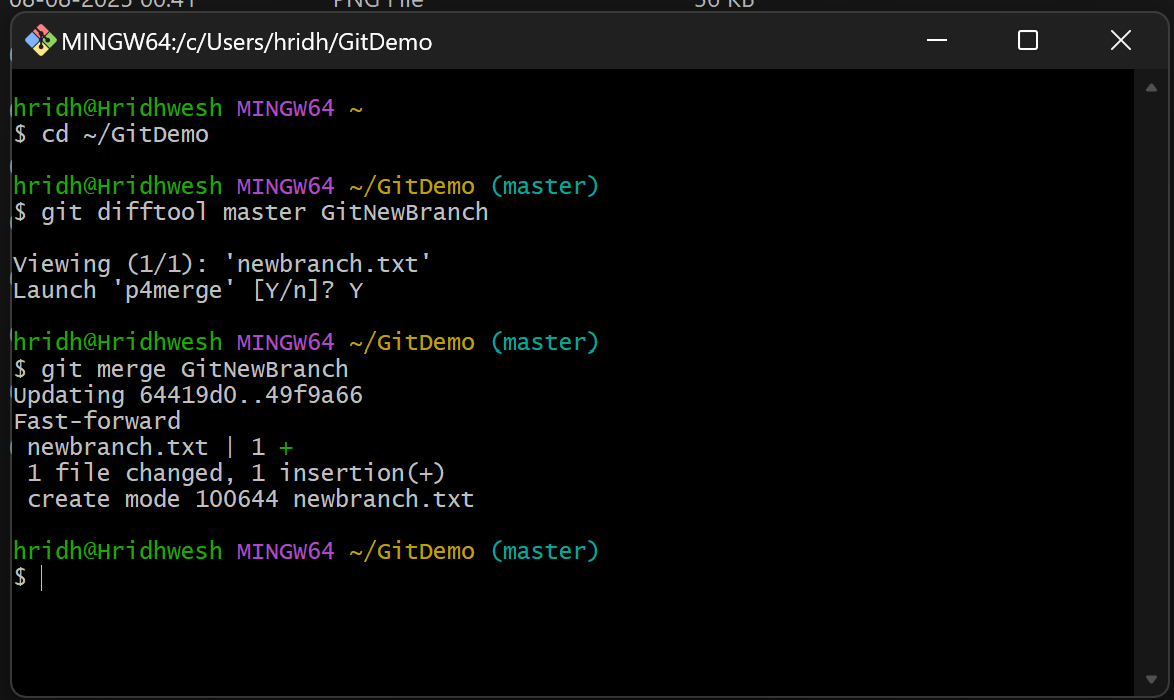 08-08-2025 00:41 PNG File 36 KB
MINGW64:/c/Users/hridh/GitDemo
hridh@Hridhwesh MINGW64 ~
$ cd ~/GitDemo
hridh@Hridhwesh MINGW64 ~/GitDemo (master)
$ git difftool master GitNewBranch
Viewing (1/1): 'newbranch.txt'
Launch 'p4merge' [Y/n]? Y
hridh@Hridhwesh MINGW64 ~/GitDemo (master)
$ git merge GitNewBranch
Updating 64419d0..49f9a66
Fast-forward
newbranch.txt | 1 +
1 file changed, 1 insertion(+)
create mode 100644 newbranch.txt
hridh@Hridhwesh MINGW64 ~/GitDemo (master)
$